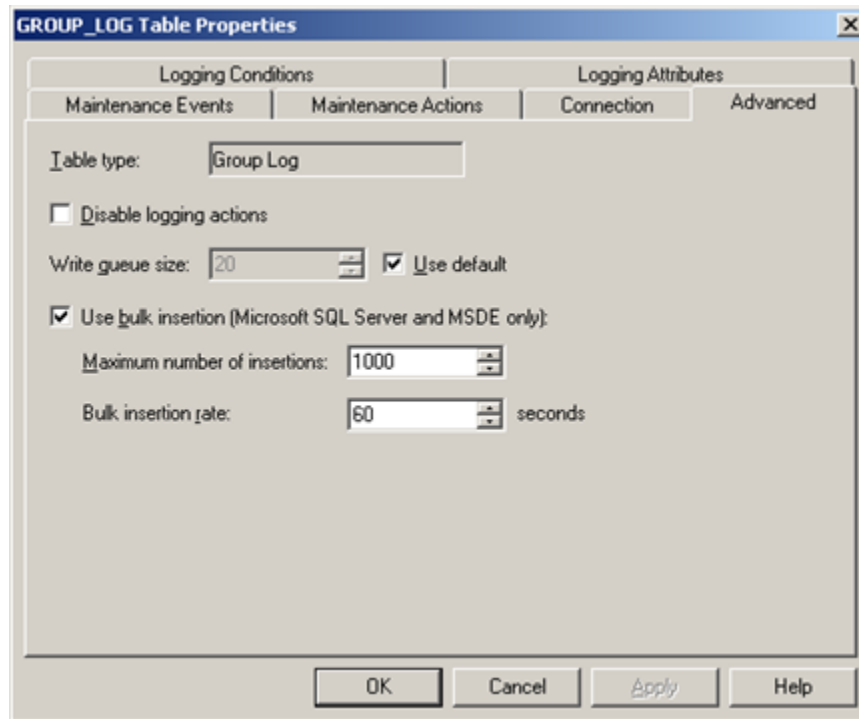 GROUP_LOG Table Properties
Logging Conditions Logging Attributes
Maintenance Events Maintenance Actions Connection Advanced
Table type: Group Log
Disable logging actions
Write queue size: 20 Use default
Use bulk insertion (Microsoft SQL Server and MSDE only):
Maximum number of insertions: 1000
Bulk insertion rate: 60 seconds
OK Cancel Apply Help